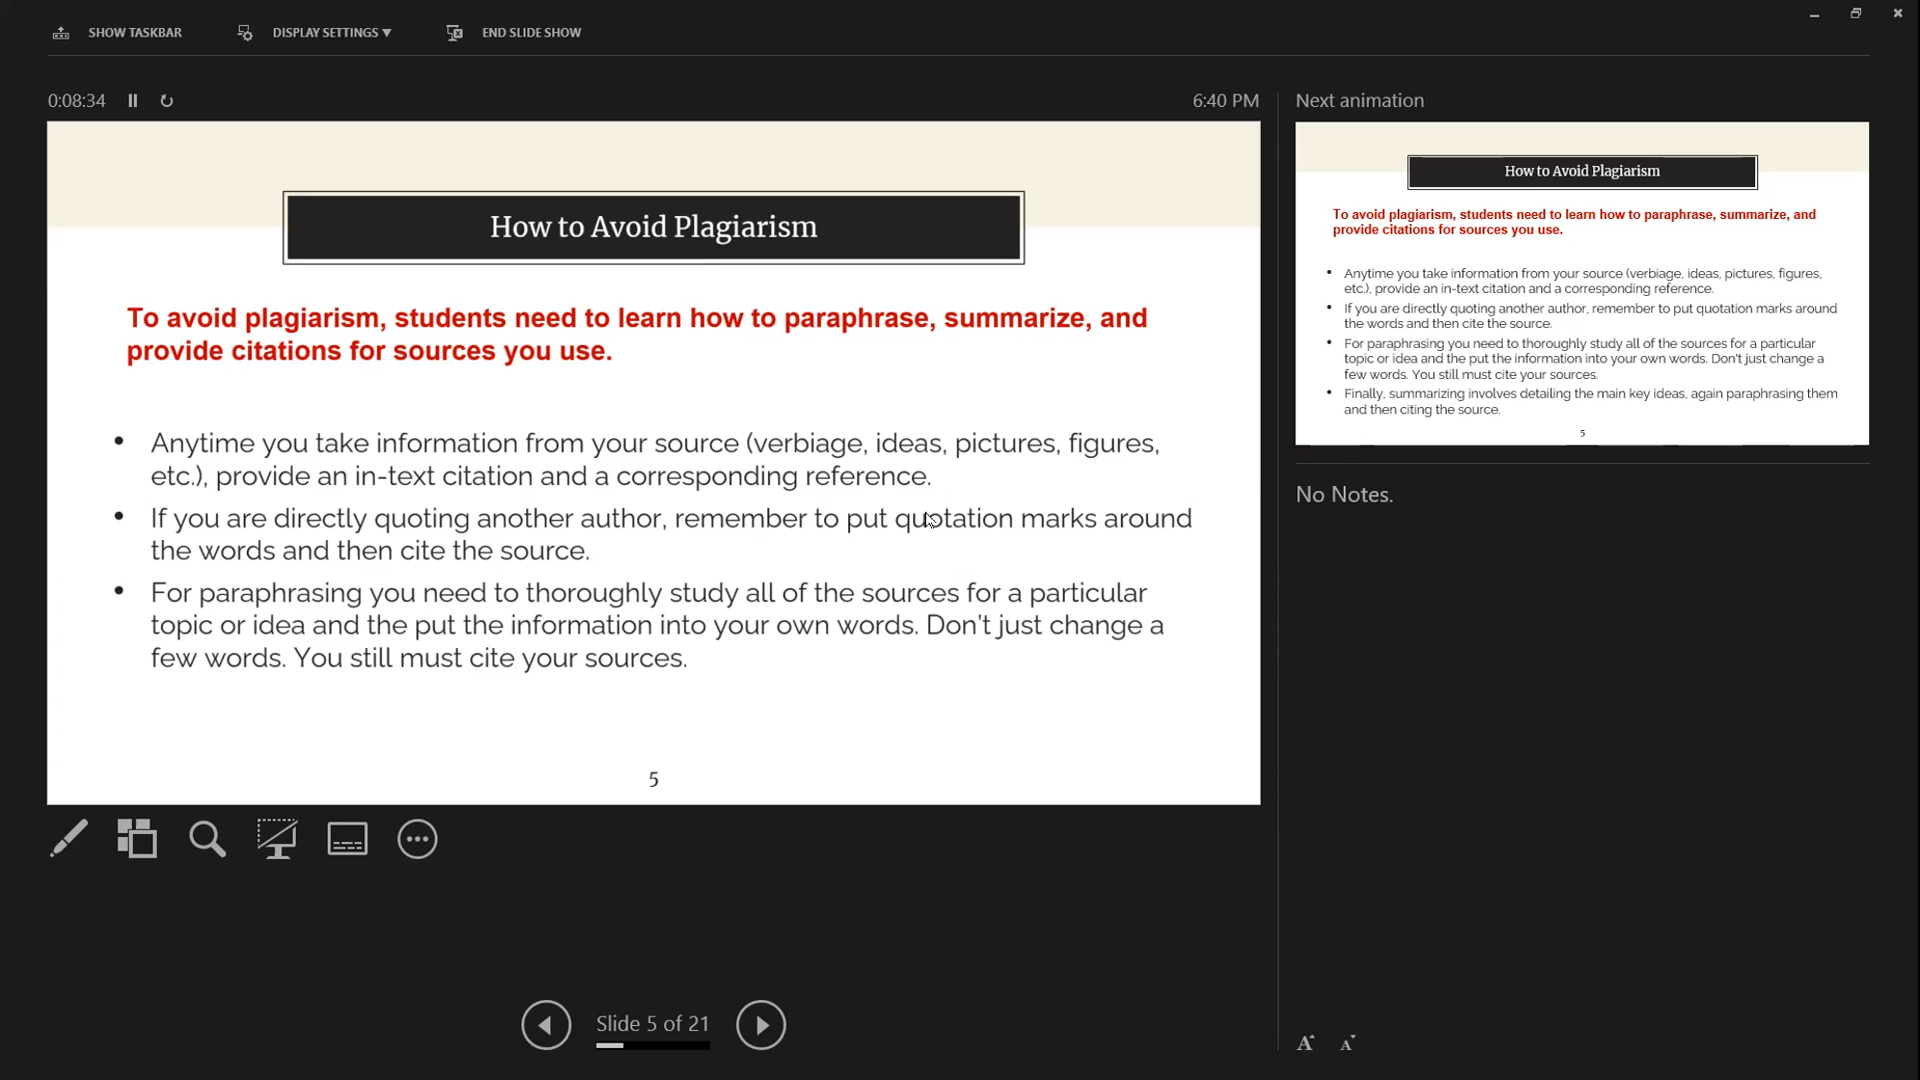 SHOW TASKBAR
DISPLAY SETTINGS ▼
END SLIDE SHOW
0:08:34
6:40 PM
How to Avoid Plagiarism
To avoid plagiarism, students need to learn how to paraphrase, summarize, and
provide citations for sources you use.
• Anytime you take information from your source (verbiage, ideas, pictures, figures,
etc.), provide an in-text citation and a corresponding reference.
• If you are directly quoting another author, remember to put quotation marks around
the words and then cite the source.
• For paraphrasing you need to thoroughly study all of the sources for a particular
topic or idea and the put the information into your own words. Don't just change a
few words. You still must cite your sources.
5
Slide 5 of 21
Next animation
How to Avoid Plagiarism
To avoid plagiarism, students need to learn how to paraphrase, summarize, and
provide citations for sources you use.
• Anytime you take information from your source (verbiage, ideas, pictures, figures,
etc.), provide an in-text citation and a corresponding reference.
• If you are directly quoting another author, remember to put quotation marks around
the words and then cite the source.
• For paraphrasing you need to thoroughly study all of the sources for a particular
topic or idea and the put the information into your own words. Don't just change a
few words. You still must cite your sources.
• Finally, summarizing involves detailing the main key ideas, again paraphrasing them
and then citing the source.
5
No Notes.
A A